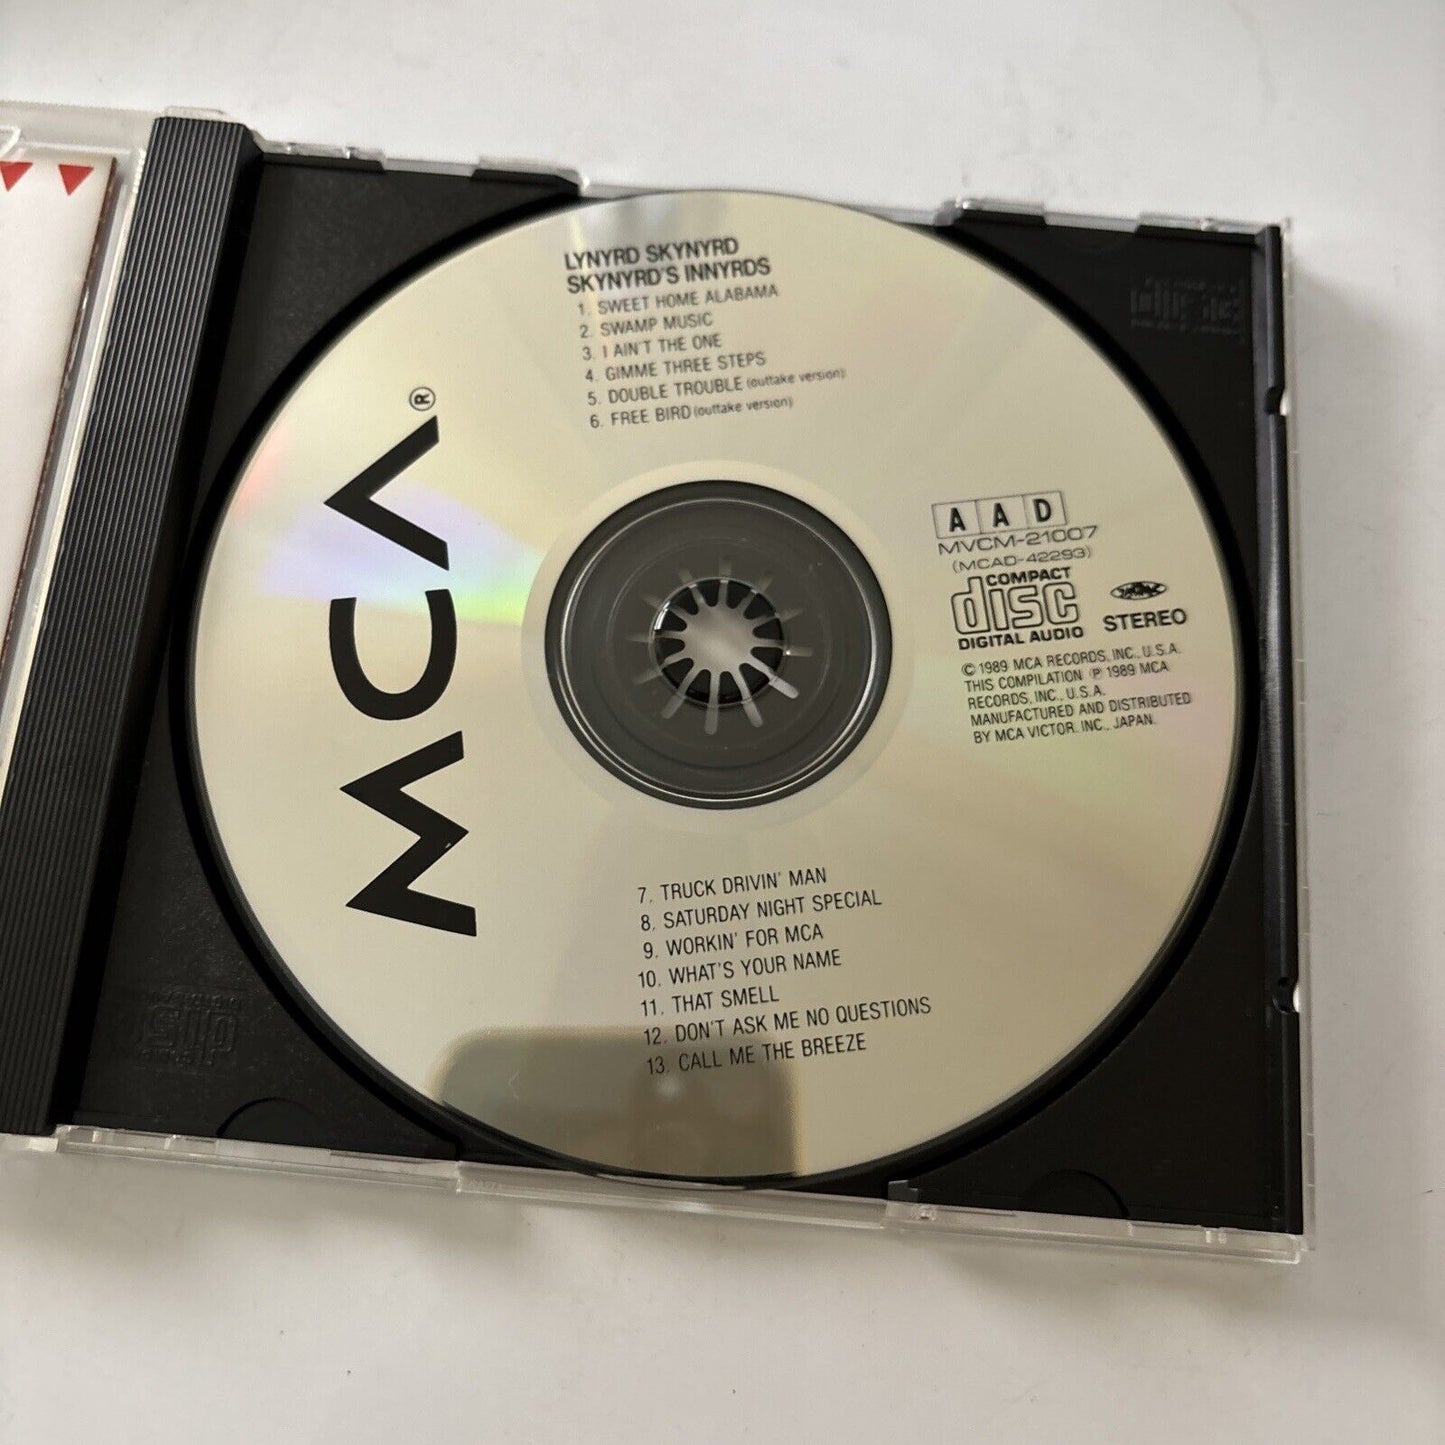 LYNYRD SKYNYRD
SKYNYRD'S INNYRDS
1. SWEET HOME ALABAMA
2. SWAMP MUSIC
3. I AIN'T THE ONE
4. GIMME THREE STEPS
5. DOUBLE TROUBLE (outtake version)
6. FREE BIRD (outtake version)
MCA®
AAD
MVCM-21007
(MCAD-42293)
COMPACT
disc
DIGITAL AUDIO
STEREO
© 1989 MCA RECORDS, INC., U.S.A.
THIS COMPILATION ℗ 1989 MCA
RECORDS, INC., U.S.A.
MANUFACTURED AND DISTRIBUTED
BY MCA VICTOR. INC., JAPAN.
7. TRUCK DRIVIN' MAN
8. SATURDAY NIGHT SPECIAL
9. WORKIN' FOR MCA
10. WHAT'S YOUR NAME
11. THAT SMELL
12. DON'T ASK ME NO QUESTIONS
13. CALL ME THE BREEZE
disc